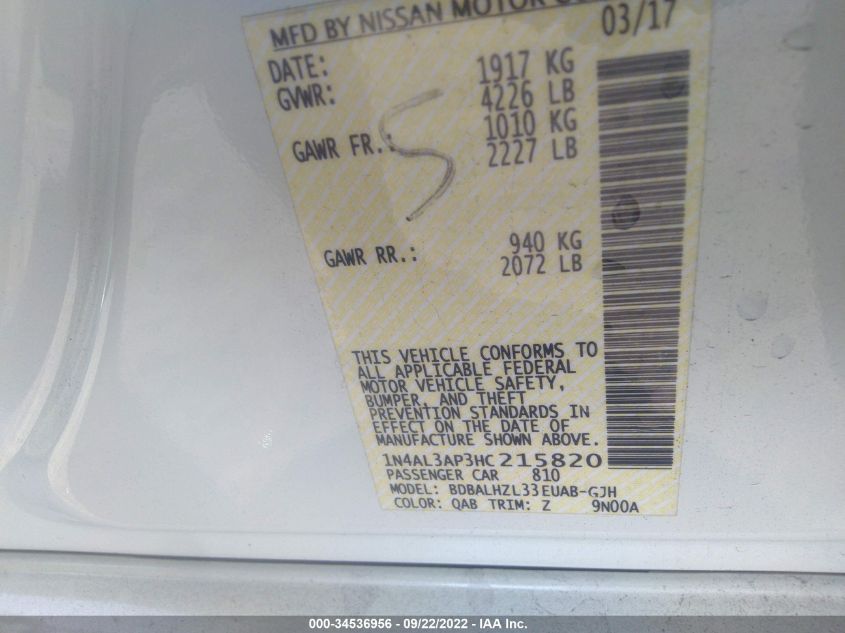 MFD BY NISSAN MOTOR CO
DATE: 03/17
GVWR: 1917 KG
4226 LB
GAWR FR.: 1010 KG
2227 LB
5
GAWR RR.: 940 KG
2072 LB
THIS VEHICLE CONFORMS TO
ALL APPLICABLE FEDERAL
MOTOR VEHICLE SAFETY,
BUMPER, AND THEFT
PREVENTION STANDARDS IN
EFFECT ON THE DATE OF
MANUFACTURE SHOWN ABOVE.
1N4AL3AP3HC215820
PASSENGER CAR 810
MODEL: BDBALHZL33EUAB-GJH
COLOR: QAB TRIM: Z 9N00A
000-34536956 - 09/22/2022 - IAA Inc.